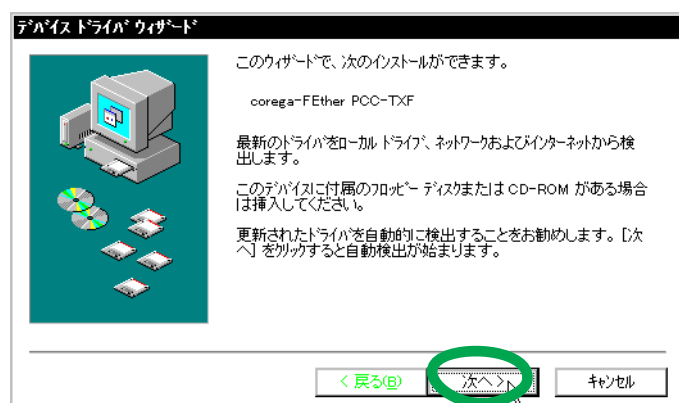 ﾃﾞﾊﾞｲｽ ﾄﾞﾗｲﾊﾞ ｳｨｻﾞｰﾄﾞ
このｳｨｻﾞｰﾄﾞで、次のｲﾝｽﾄｰﾙができます。
corega-FEther PCC-TXF
最新のﾄﾞﾗｲﾊﾞをﾛｰｶﾙ ﾄﾞﾗｲﾌﾞ、ﾈｯﾄﾜｰｸおよびｲﾝﾀｰﾈｯﾄから検
出します。
このﾃﾞﾊﾞｲｽに付属のﾌﾛｯﾋﾟｰ ﾃﾞｨｽｸまたは CD-ROM がある場合
は挿入してください。
更新されたﾄﾞﾗｲﾊﾞを自動的に検出することをお勧めします。[次
へ] をｸﾘｯｸすると自動検出が始まります。
< 戻る(B) 次へ > ｷｬﾝｾﾙ